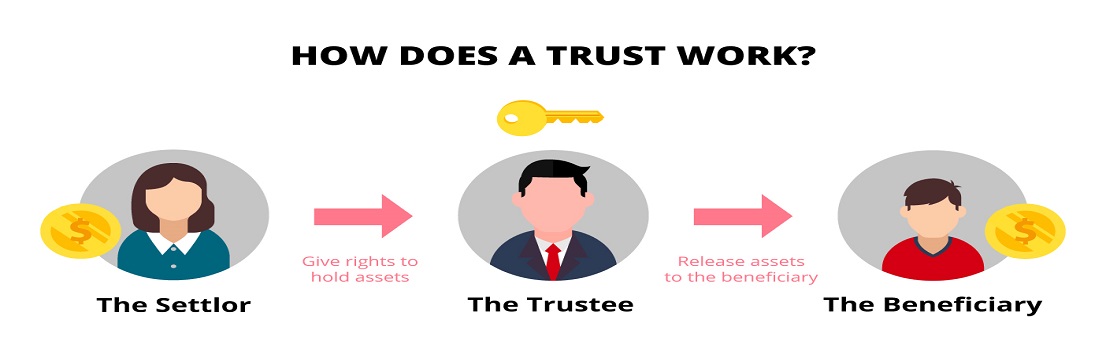 HOW DOES A TRUST WORK?
$
$
Give rights to
hold assets
Release assets
to the beneficiary
The Settlor
The Trustee
The Beneficiary